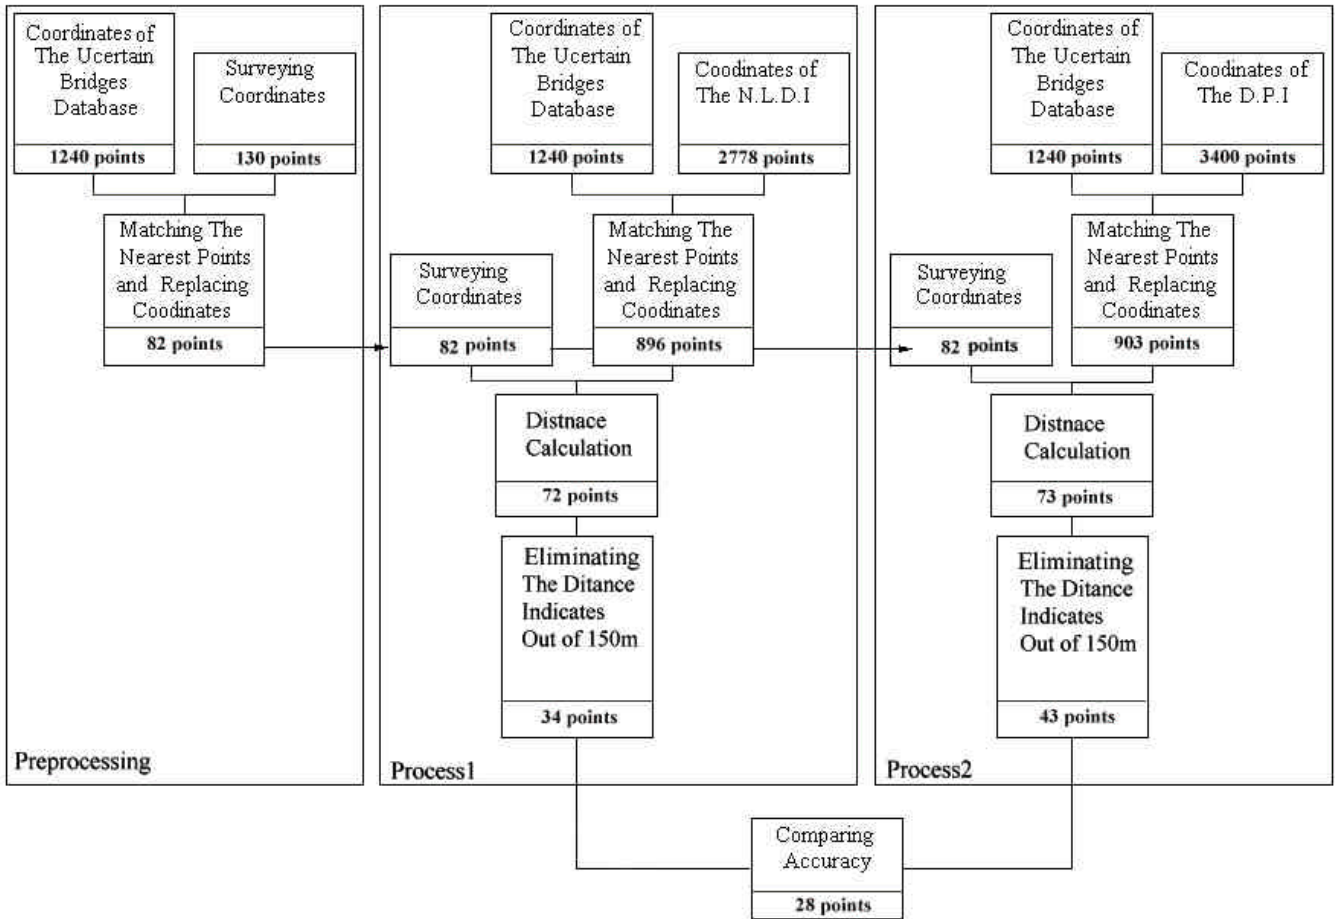 Coordinates of
The Ucertain
Bridges
Database
1240 points
Surveying
Coordinates
130 points
Matching The
Nearest Points
and Replacing
Coodinates
82 points
Preprocessing
Coordinates of
The Ucertain
Bridges
Database
1240 points
Coodinates of
The N.L.D.I
2778 points
Surveying
Coordinates
82 points
Matching The
Nearest Points
and Replacing
Coodinates
896 points
Distnace
Calculation
72 points
Eliminating
The Ditance
Indicates
Out of 150m
34 points
Process1
Coordinates of
The Ucertain
Bridges
Database
1240 points
Coodinates of
The D.P.I
3400 points
Surveying
Coordinates
82 points
Matching The
Nearest Points
and Replacing
Coodinates
903 points
Distnace
Calculation
73 points
Eliminating
The Ditance
Indicates
Out of 150m
43 points
Process2
Comparing
Accuracy
28 points